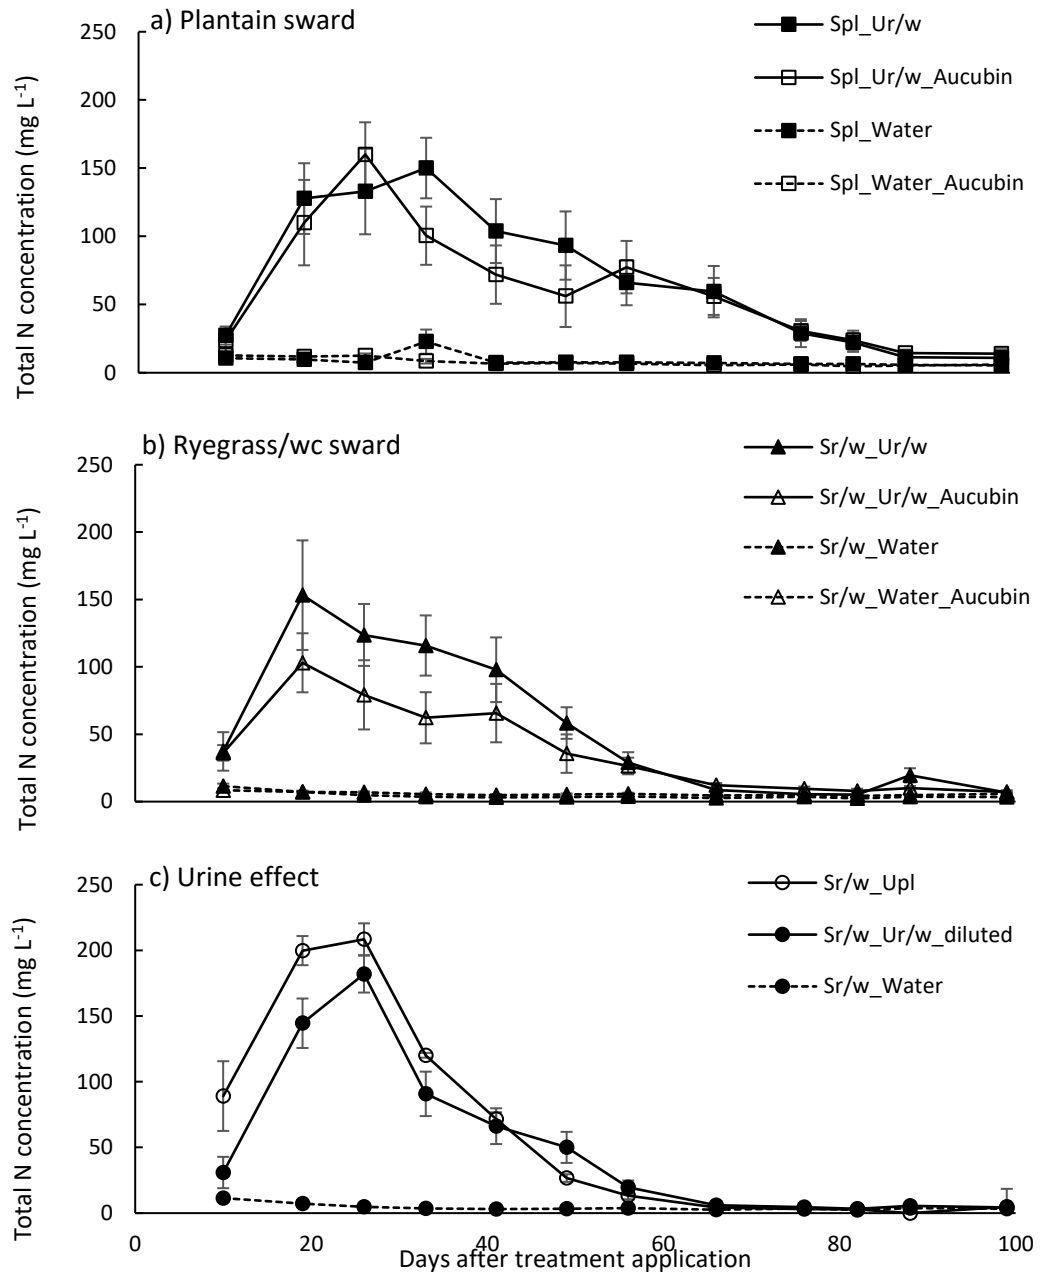 a) Plantain sward
Total N concentration (mg L-1)
250
200
150
100
50
0
Spl_Ur/w
Spl_Ur/w_Aucubin
Spl_Water
Spl_Water_Aucubin
b) Ryegrass/wc sward
Total N concentration (mg L-1)
250
200
150
100
50
0
Sr/w_Ur/w
Sr/w_Ur/w_Aucubin
Sr/w_Water
Sr/w_Water_Aucubin
c) Urine effect
Total N concentration (mg L-1)
250
200
150
100
50
0
Sr/w_Upl
Sr/w_Ur/w_diluted
Sr/w_Water
0 20 40 60 80 100
Days after treatment application